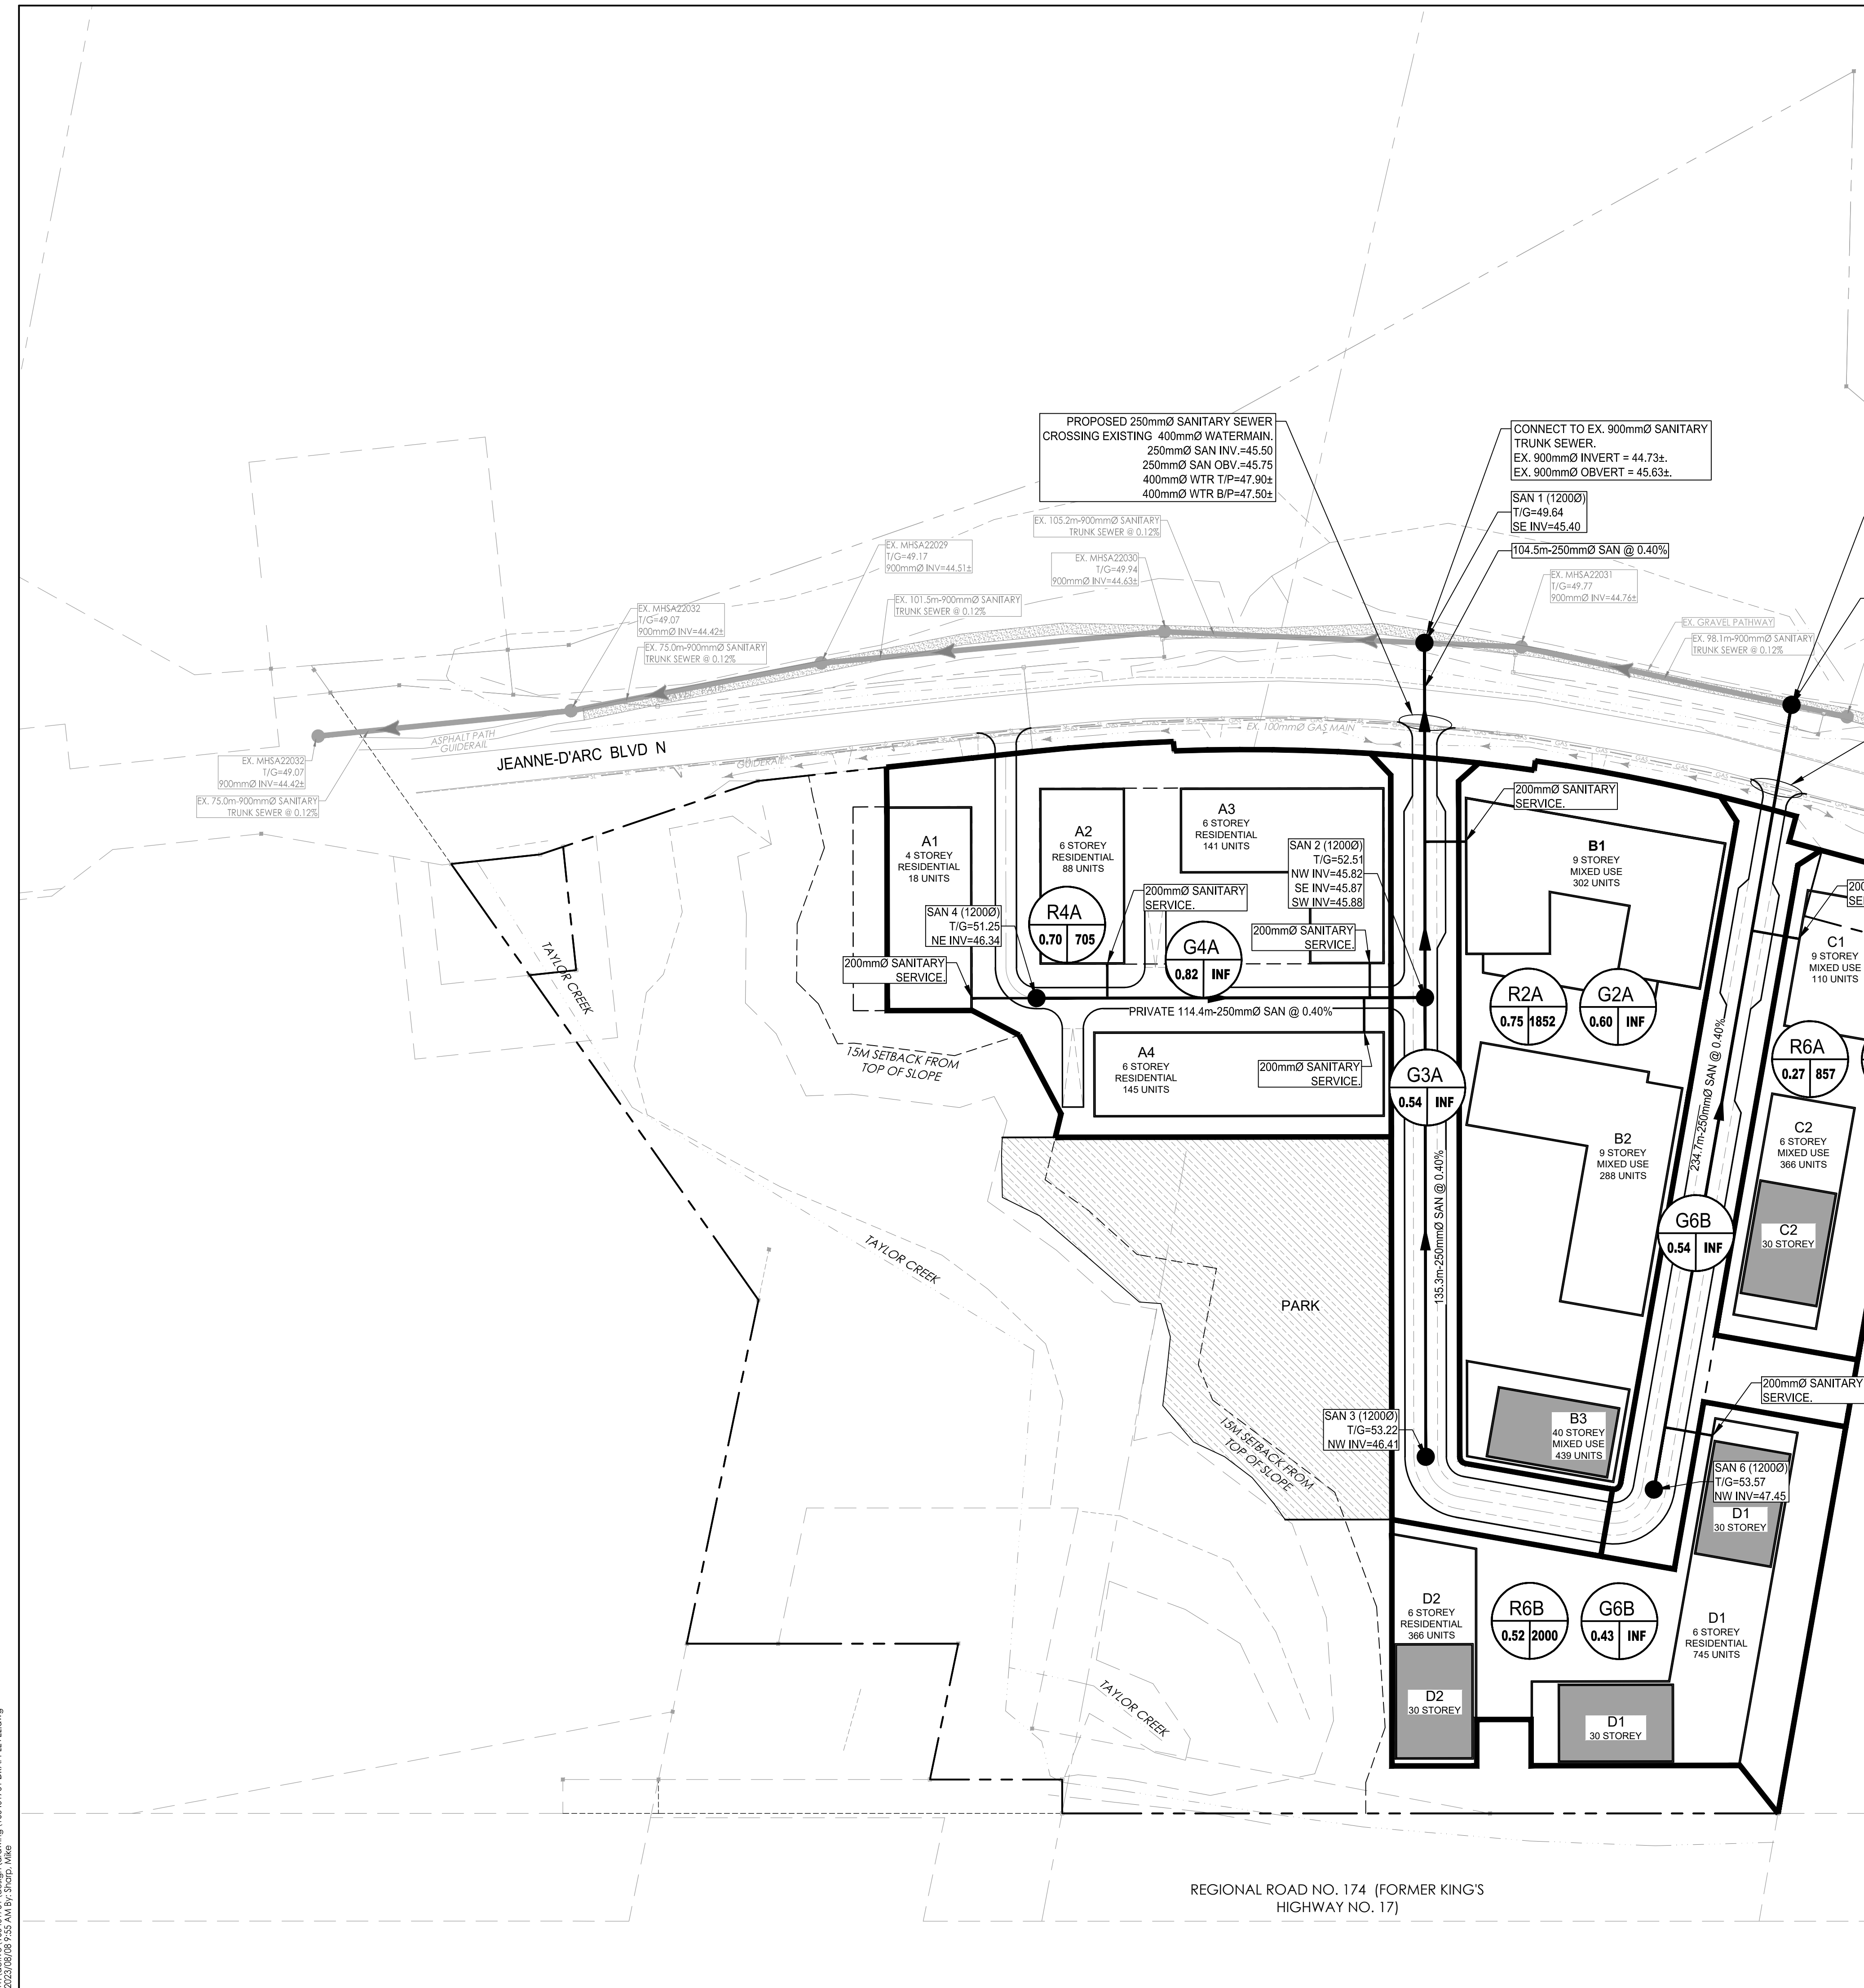 PROPOSED 250mmØ SANITARY SEWER
CROSSING EXISTING 400mmØ WATERMAIN.
250mmØ SAN INV.=45.50
250mmØ SAN OBV.=45.75
400mmØ WTR T/P=47.90±
400mmØ WTR B/P=47.50±
CONNECT TO EX. 900mmØ SANITARY
TRUNK SEWER.
EX. 900mmØ INVERT = 44.73±.
EX. 900mmØ OBVERT = 45.63±.
SAN 1 (1200Ø)
T/G=49.64
SE INV=45.40
104.5m-250mmØ SAN @ 0.40%
EX. 105.2m-900mmØ SANITARY
TRUNK SEWER @ 0.12%
EX. MHSA22029
T/G=49.17
900mmØ INV=44.51±
EX. MHSA22030
T/G=49.94
900mmØ INV=44.63±
EX. MHSA22031
T/G=49.77
900mmØ INV=44.76±
EX. MHSA22032
T/G=49.07
900mmØ INV=44.42±
EX. 101.5m-900mmØ SANITARY
TRUNK SEWER @ 0.12%
EX. GRAVEL PATHWAY
EX. 98.1m-900mmØ SANITARY
TRUNK SEWER @ 0.12%
EX. 75.0m-900mmØ SANITARY
TRUNK SEWER @ 0.12%
ASPHALT PATH
GUIDERAIL
JEANNE-D'ARC BLVD N
GUIDERAIL
EX. 100mmØ GAS MAIN
GAS
GAS
EX. MHSA22032
T/G=49.07
900mmØ INV=44.42±
EX. 75.0m-900mmØ SANITARY
TRUNK SEWER @ 0.12%
200mmØ SANITARY
SERVICE.
A1
4 STOREY
RESIDENTIAL
18 UNITS
A2
6 STOREY
RESIDENTIAL
88 UNITS
A3
6 STOREY
RESIDENTIAL
141 UNITS
SAN 2 (1200Ø)
T/G=52.51
NW INV=45.82
SE INV=45.87
SW INV=45.88
B1
9 STOREY
MIXED USE
302 UNITS
200
SE
200mmØ SANITARY
SERVICE.
R4A
0.70 705
SAN 4 (1200Ø)
T/G=51.25
NE INV=46.34
G4A
0.82 INF
200mmØ SANITARY
SERVICE.
200mmØ SANITARY
SERVICE.
C1
9 STOREY
MIXED USE
110 UNITS
R2A
0.75 1852
G2A
0.60 INF
PRIVATE 114.4m-250mmØ SAN @ 0.40%
TAYLOR CREEK
15M SETBACK FROM
TOP OF SLOPE
A4
6 STOREY
RESIDENTIAL
145 UNITS
200mmØ SANITARY
SERVICE.
G3A
0.54 INF
R6A
0.27 857
234.7m-250mmØ SAN @ 0.40%
B2
9 STOREY
MIXED USE
288 UNITS
C2
6 STOREY
MIXED USE
366 UNITS
135.3m-250mmØ SAN @ 0.40%
G6B
0.54 INF
C2
30 STOREY
TAYLOR CREEK
PARK
200mmØ SANITARY
SERVICE.
SAN 3 (1200Ø)
T/G=53.22
NW INV=46.41
B3
40 STOREY
MIXED USE
439 UNITS
15M SETBACK FROM
TOP OF SLOPE
SAN 6 (1200Ø)
T/G=53.57
NW INV=47.45
D1
30 STOREY
D2
6 STOREY
RESIDENTIAL
366 UNITS
R6B
0.52 2000
G6B
0.43 INF
D1
6 STOREY
RESIDENTIAL
745 UNITS
TAYLOR CREEK
D2
30 STOREY
D1
30 STOREY
REGIONAL ROAD NO. 174 (FORMER KING'S
HIGHWAY NO. 17)
2023/08/08 9:55 AM By: Sharp, Mike